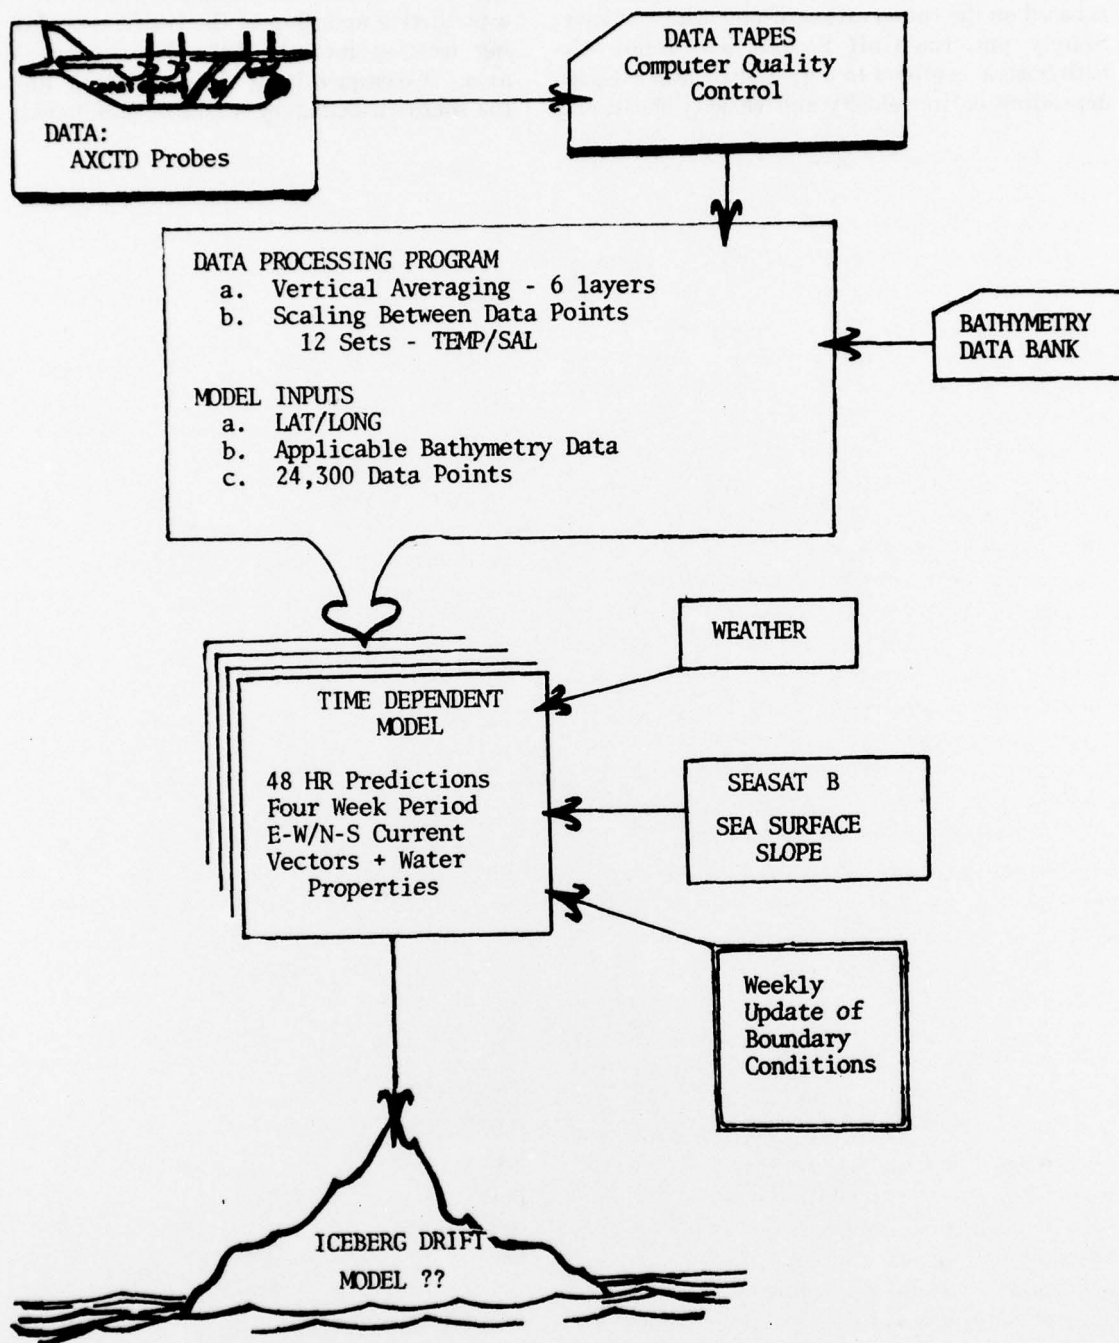 DATA:
AXCTD Probes
DATA TAPES
Computer Quality
Control
DATA PROCESSING PROGRAM
a. Vertical Averaging - 6 layers
b. Scaling Between Data Points
12 Sets - TEMP/SAL
MODEL INPUTS
a. LAT/LONG
b. Applicable Bathymetry Data
c. 24,300 Data Points
BATHYMETRY
DATA BANK
TIME DEPENDENT
MODEL
48 HR Predictions
Four Week Period
E-W/N-S Current
Vectors + Water
Properties
WEATHER
SEASAT B
SEA SURFACE
SLOPE
Weekly
Update of
Boundary
Conditions
ICEBERG DRIFT
MODEL ??